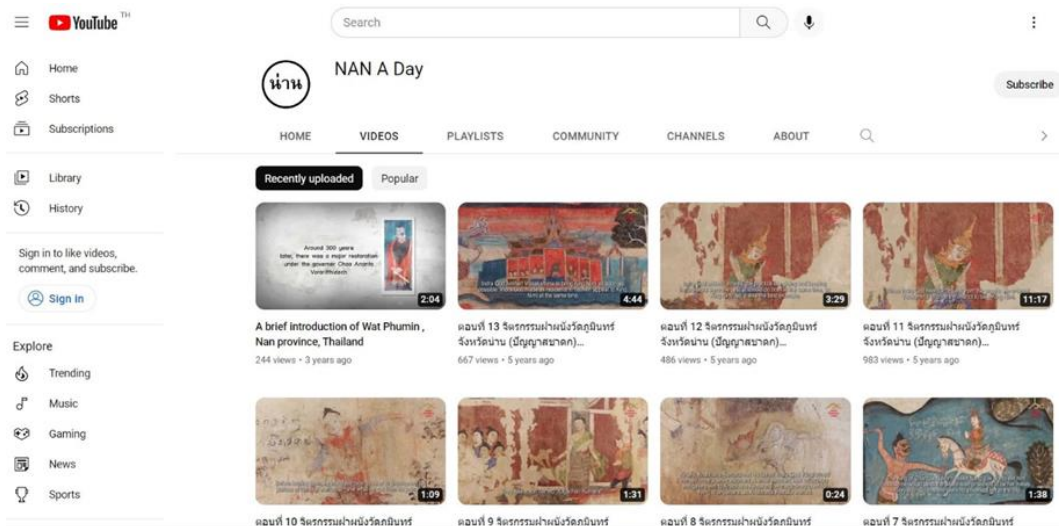 YouTube TH
Search
Home
Shorts
Subscriptions
Library
History
Sign in to like videos,
comment, and subscribe.
Sign in
Explore
Trending
Music
Gaming
News
Sports
น่าน
NAN A Day
Subscribe
HOME
VIDEOS
PLAYLISTS
COMMUNITY
CHANNELS
ABOUT
Recently uploaded
Popular
Around 300 years
later, there was a major restoration
under the governor Chao Ananta
2:04
4:44
3:29
11:17
A brief introduction of Wat Phumin ,
Nan province, Thailand
244 views • 3 years ago
ตอนที่ 13 จิตรกรรมฝาผนังวัดภูมินทร์
จังหวัดน่าน (ปัญญาสชาดก)...
667 views • 5 years ago
ตอนที่ 12 จิตรกรรมฝาผนังวัดภูมินทร์
จังหวัดน่าน (ปัญญาสชาดก)...
486 views • 5 years ago
ตอนที่ 11 จิตรกรรมฝาผนังวัดภูมินทร์
จังหวัดน่าน (ปัญญาสชาดก)...
983 views • 5 years ago
1:09
1:31
0:24
1:38
ตอนที่ 10 จิตรกรรมฝาผนังวัดภูมินทร์
ตอนที่ 9 จิตรกรรมฝาผนังวัดภูมินทร์
ตอนที่ 8 จิตรกรรมฝาผนังวัดภูมินทร์
ตอนที่ 7 จิตรกรรมฝาผนังวัดภูมินทร์